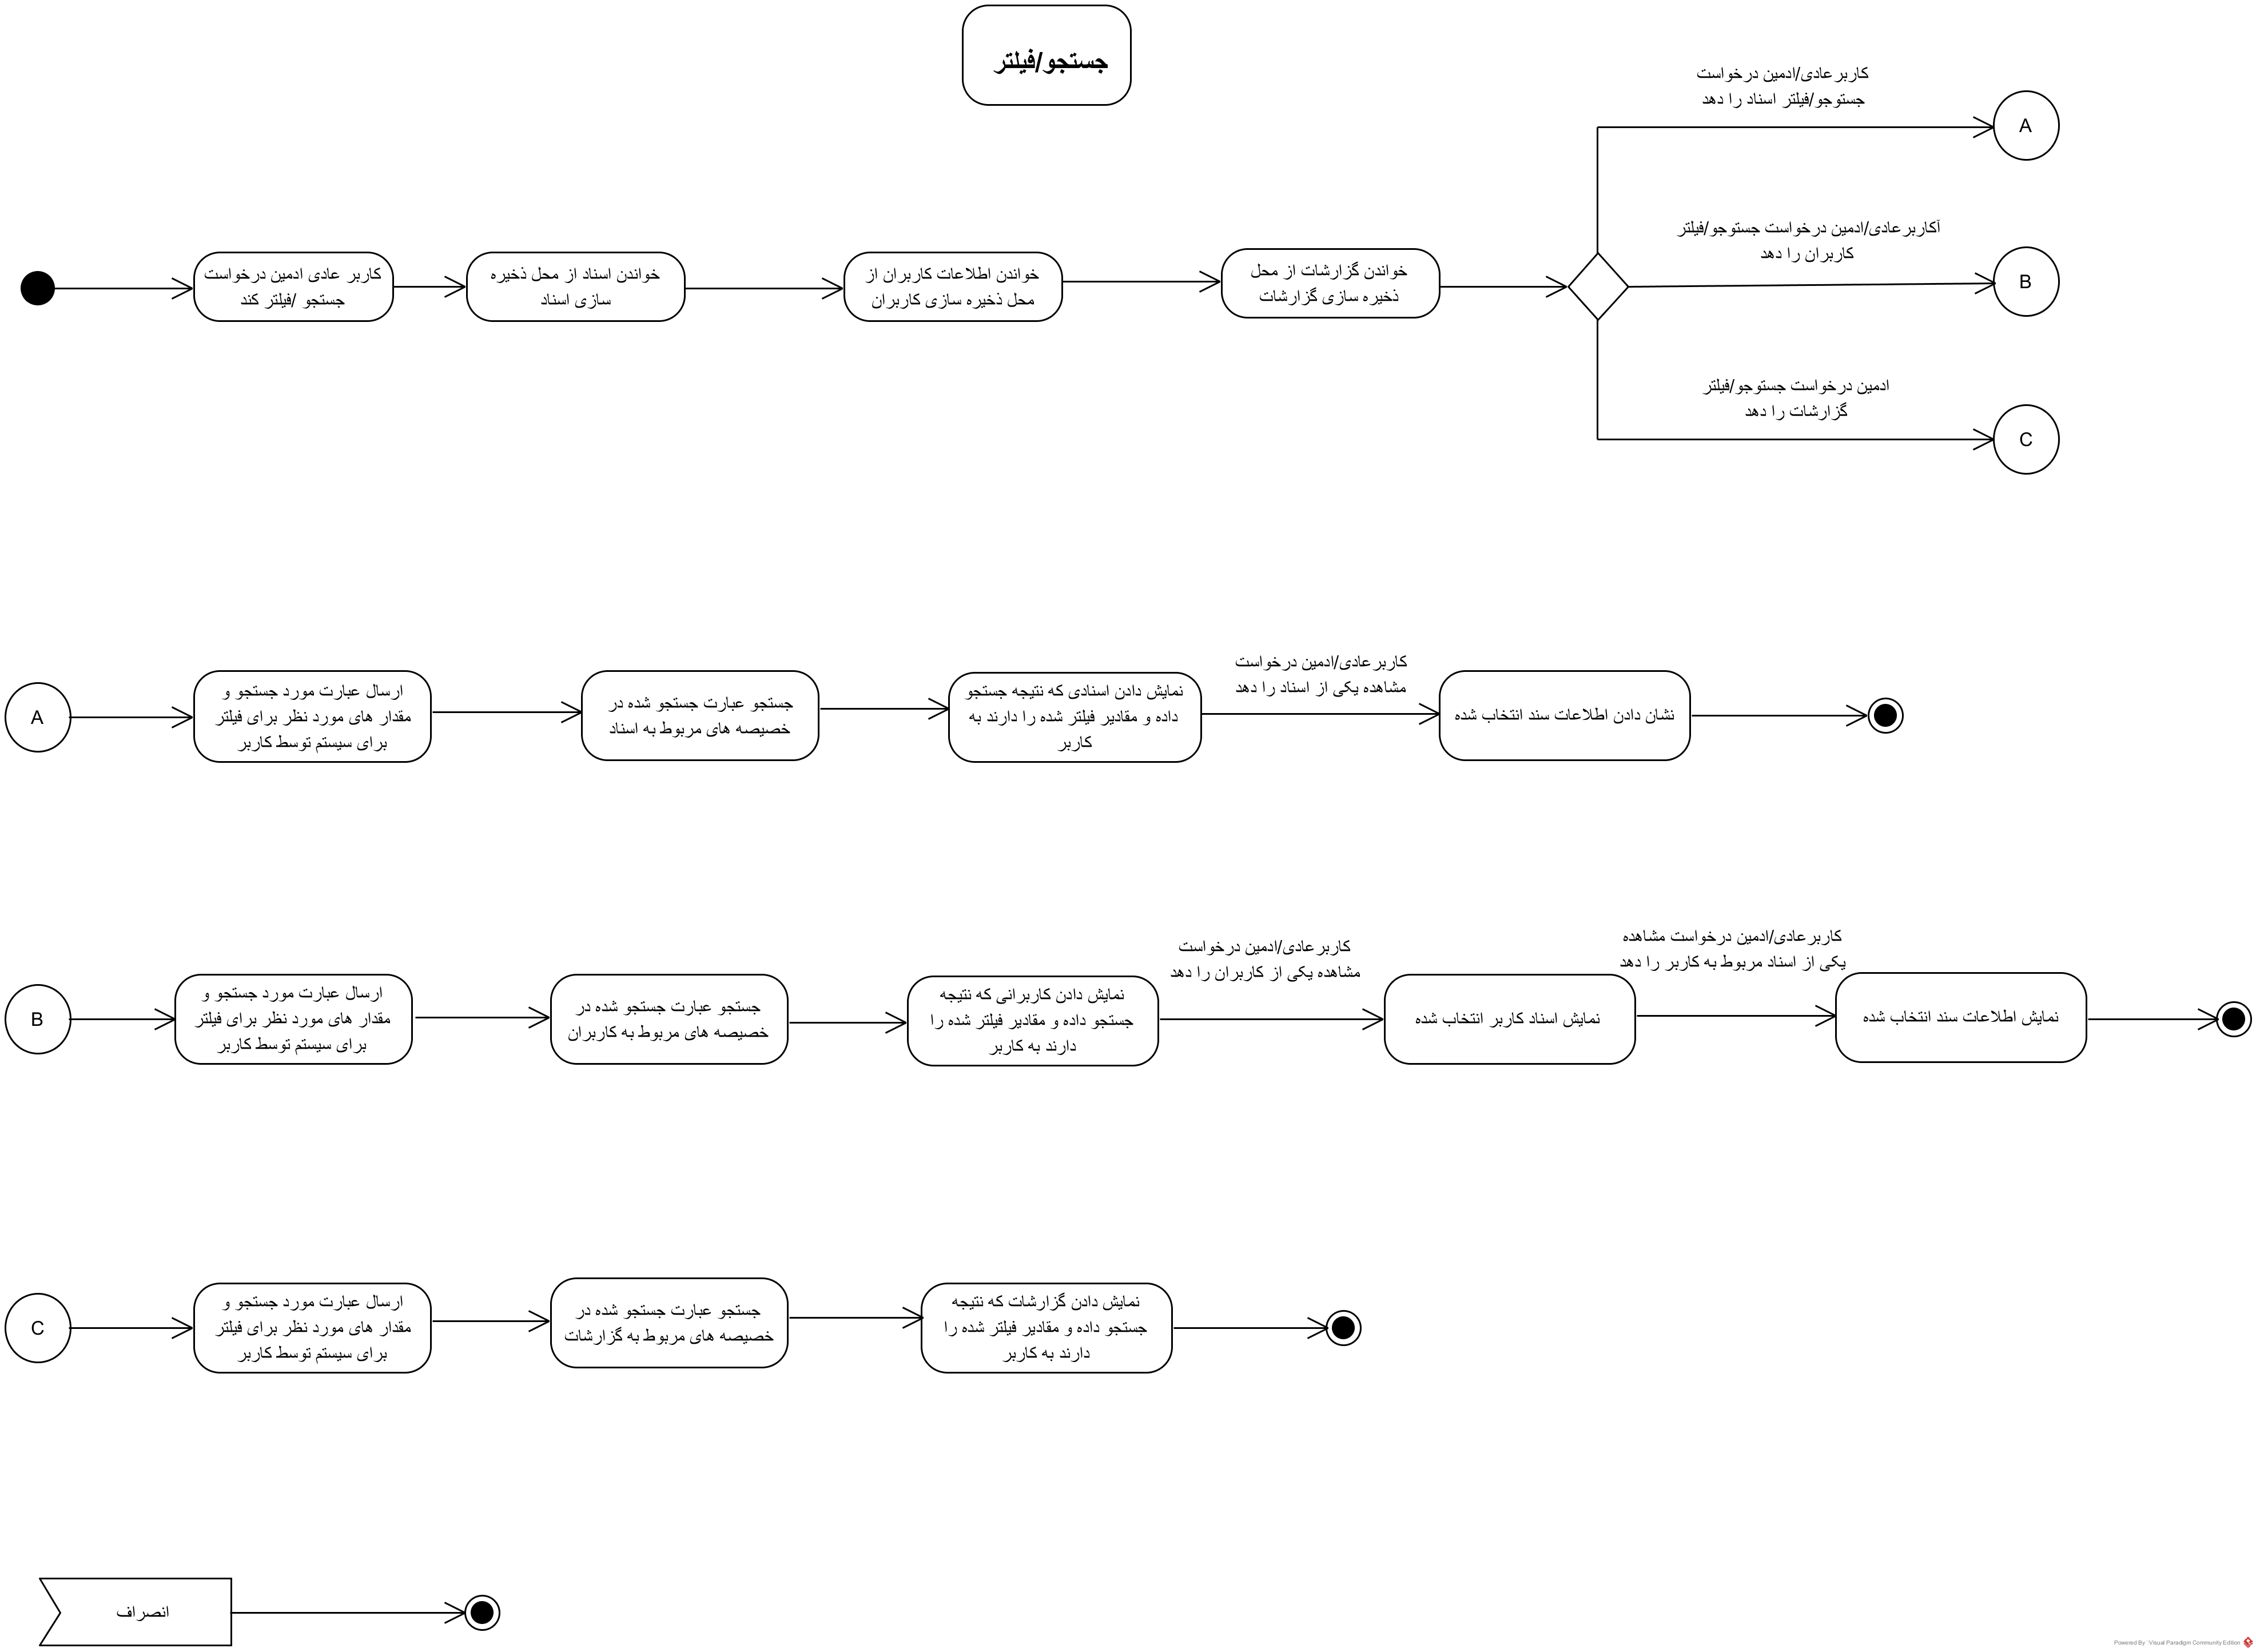 جستجو/فیلتر
کاربرعادی/ادمین درخواست
جستوجو/فیلتر اسناد را دهد
A
کاربر عادی ادمین درخواست
جستجو /فیلتر کند
خواندن اسناد از محل ذخیره
سازی اسناد
خواندن اطلاعات کاربران از
محل ذخیره سازی کاربران
خواندن گزارشات از محل
ذخیره سازی گزارشات
آکاربرعادی/ادمین درخواست جستوجو/فیلتر
کاربران را دهد
B
ادمین درخواست جستوجو/فیلتر
گزارشات را دهد
C
A
ارسال عبارت مورد جستجو و
مقدار های مورد نظر برای فیلتر
برای سیستم توسط کاربر
جستجو عبارت جستجو شده در
خصیصه های مربوط به اسناد
نمایش دادن اسنادی که نتیجه جستجو
داده و مقادیر فیلتر شده را دارند به
کاربر
کاربرعادی/ادمین درخواست
مشاهده یکی از اسناد را دهد
نشان دادن اطلاعات سند انتخاب شده
B
ارسال عبارت مورد جستجو و
مقدار های مورد نظر برای فیلتر
برای سیستم توسط کاربر
جستجو عبارت جستجو شده در
خصیصه های مربوط به کاربران
نمایش دادن کاربرانی که نتیجه
جستجو داده و مقادیر فیلتر شده را
دارند به کاربر
کاربرعادی/ادمین درخواست
مشاهده یکی از کاربران را دهد
نمایش اسناد کاربر انتخاب شده
کاربرعادی/ادمین درخواست مشاهده
یکی از اسناد مربوط به کاربر را دهد
نمایش اطلاعات سند انتخاب شده
C
ارسال عبارت مورد جستجو و
مقدار های مورد نظر برای فیلتر
برای سیستم توسط کاربر
جستجو عبارت جستجو شده در
خصیصه های مربوط به گزارشات
نمایش دادن گزارشات که نتیجه
جستجو داده و مقادیر فیلتر شده را
دارند به کاربر
انصراف
Powered By Visual Paradigm Community Edition